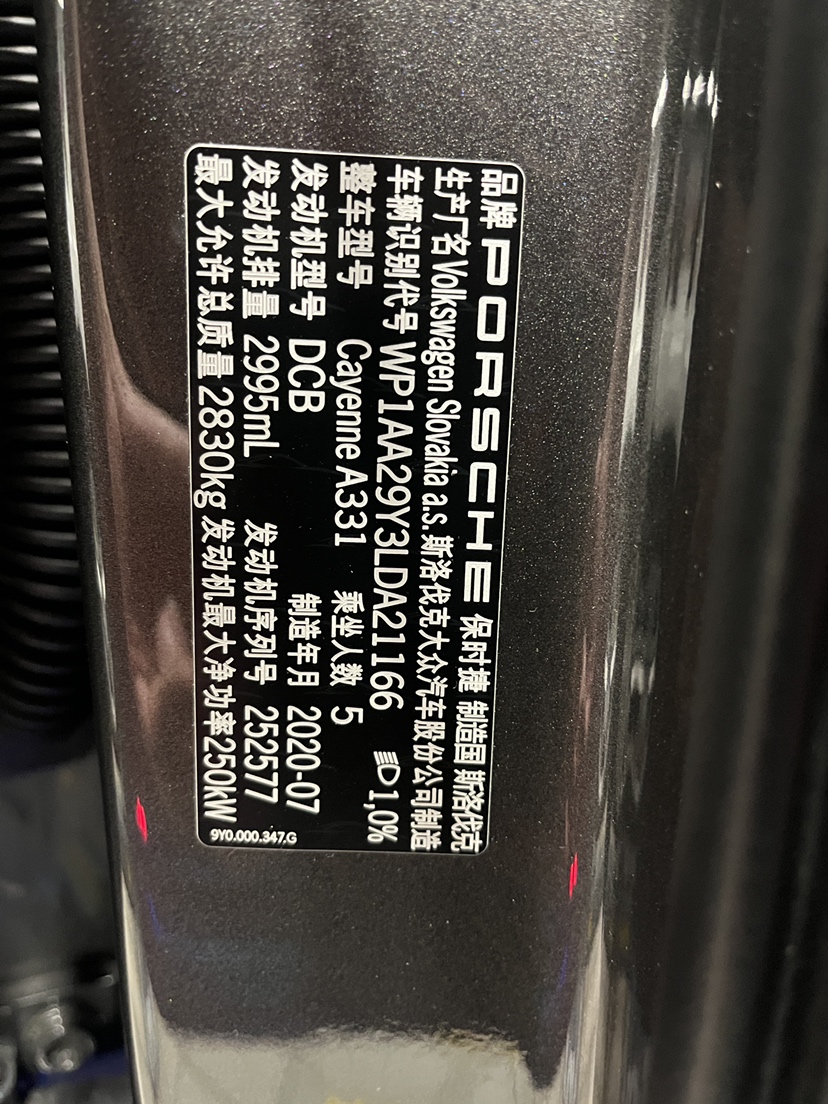 品牌 PORSCHE 保时捷 制造国 斯洛伐克
生产厂名 Volkswagen Slovakia a.s. 斯洛伐克大众汽车股份公司制造
车辆识别代号 WP1AA29Y3LDA21166 1,0%
整车型号 Cayenne A331 乘坐人数 5
发动机型号 DCB 制造年月 2020-07
发动机排量 2995mL 发动机序列号 252577
最大允许总质量 2830kg 发动机最大净功率250kW
9Y0.000.347.G